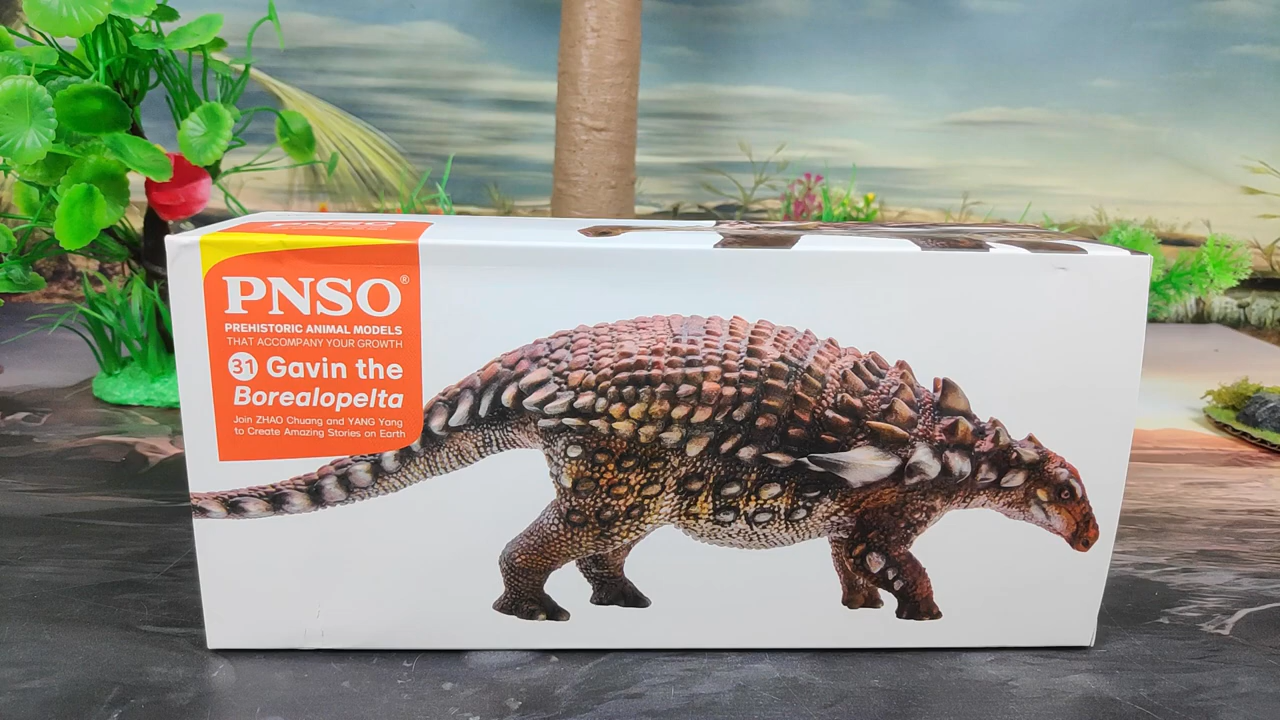 PNSO®
PREHISTORIC ANIMAL MODELS
THAT ACCOMPANY YOUR GROWTH
31 Gavin the
Borealopelta
Join ZHAO Chuang and YANG Yang
to Create Amazing Stories on Earth